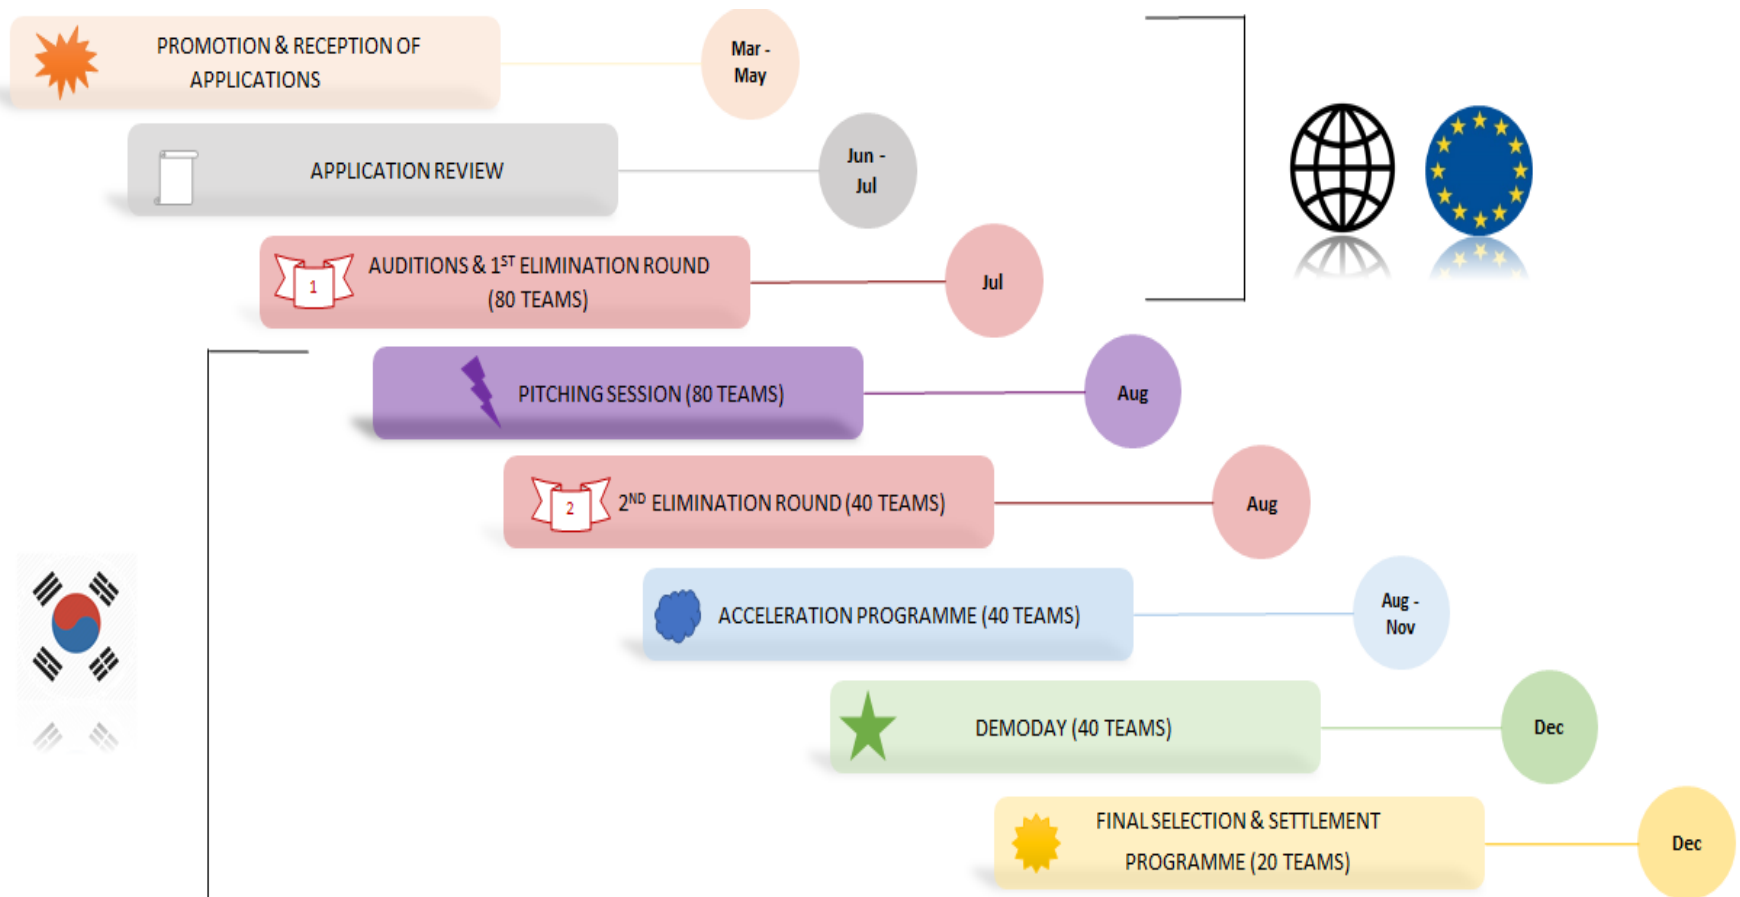 PROMOTION & RECEPTION OF
APPLICATIONS
Mar -
May
APPLICATION REVIEW
Jun -
Jul
1
AUDITIONS & 1ST ELIMINATION ROUND
(80 TEAMS)
Jul
PITCHING SESSION (80 TEAMS)
Aug
2
2ND ELIMINATION ROUND (40 TEAMS)
Aug
ACCELERATION PROGRAMME (40 TEAMS)
Aug -
Nov
DEMODAY (40 TEAMS)
Dec
FINAL SELECTION & SETTLEMENT
PROGRAMME (20 TEAMS)
Dec